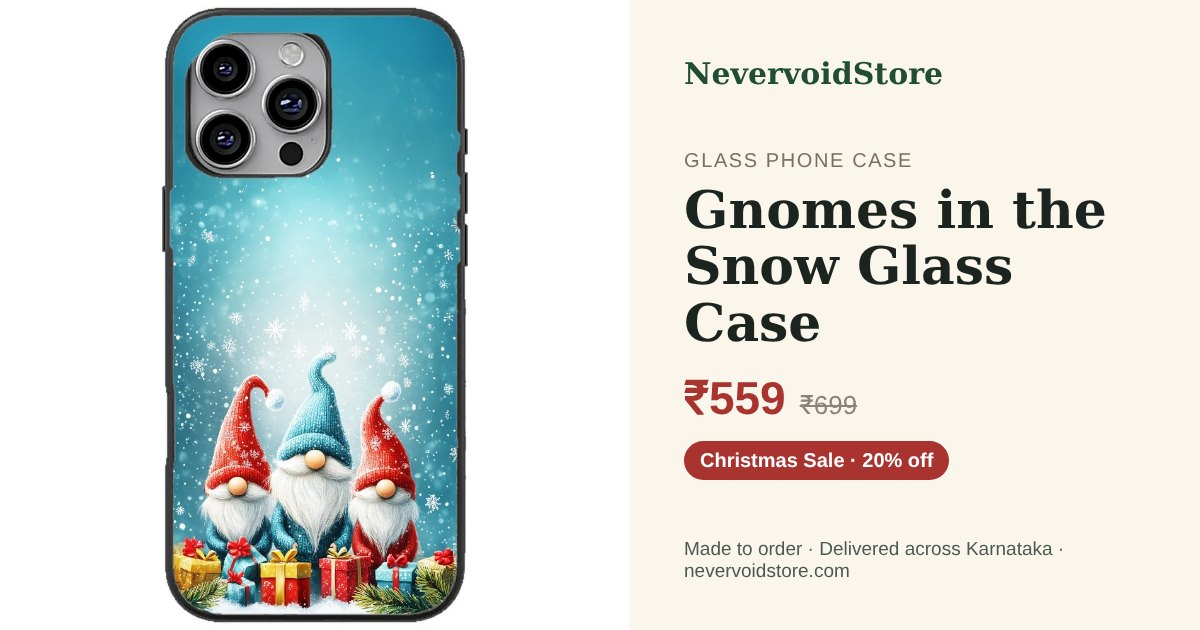 NevervoidStore
GLASS PHONE CASE
Gnomes in the
Snow Glass
Case
₹559 ₹699
Christmas Sale · 20% off
Made to order · Delivered across Karnataka ·
nevervoidstore.com